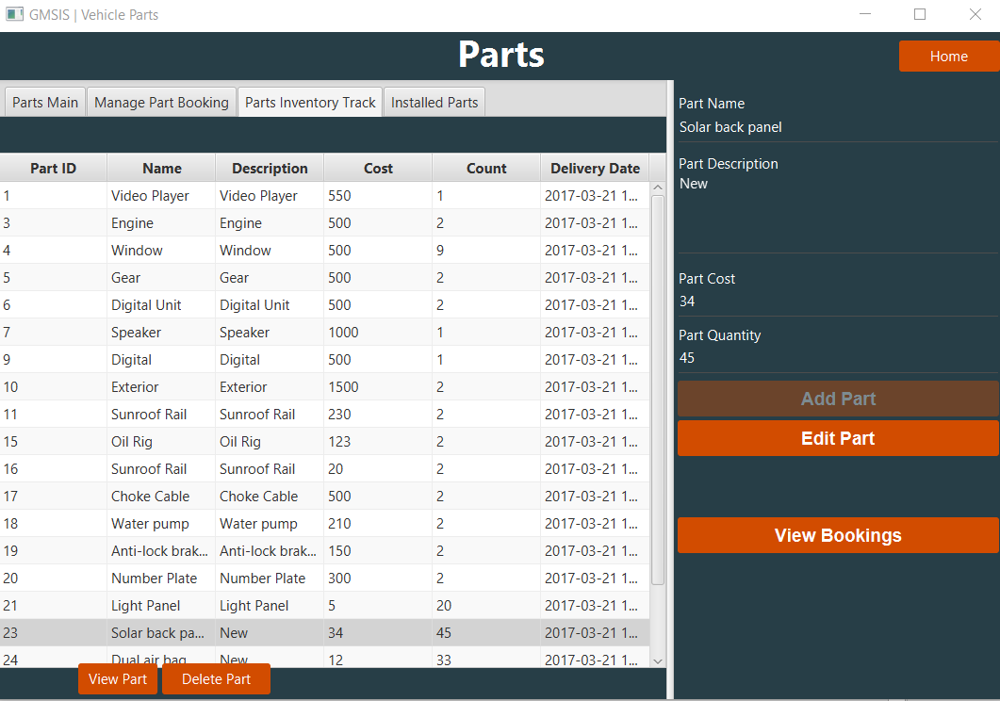 GMSIS | Vehicle Parts
Parts
Home
Parts Main Manage Part Booking Parts Inventory Track Installed Parts
Part ID Name Description Cost Count Delivery Date
1 Video Player Video Player 550 1 2017-03-21 1...
3 Engine Engine 500 2 2017-03-21 1...
4 Window Window 500 9 2017-03-21 1...
5 Gear Gear 500 2 2017-03-21 1...
6 Digital Unit Digital Unit 500 2 2017-03-21 1...
7 Speaker Speaker 1000 1 2017-03-21 1...
9 Digital Digital 500 1 2017-03-21 1...
10 Exterior Exterior 1500 2 2017-03-21 1...
11 Sunroof Rail Sunroof Rail 230 2 2017-03-21 1...
15 Oil Rig Oil Rig 123 2 2017-03-21 1...
16 Sunroof Rail Sunroof Rail 20 2 2017-03-21 1...
17 Choke Cable Choke Cable 500 2 2017-03-21 1...
18 Water pump Water pump 210 2 2017-03-21 1...
19 Anti-lock brak... Anti-lock brak... 150 2 2017-03-21 1...
20 Number Plate Number Plate 300 2 2017-03-21 1...
21 Light Panel Light Panel 5 20 2017-03-21 1...
23 Solar back pa... New 34 45 2017-03-21 1...
24 Dual air bag New 12 33 2017-03-21 1...
View Part Delete Part
Part Name
Solar back panel
Part Description
New
Part Cost
34
Part Quantity
45
Add Part
Edit Part
View Bookings